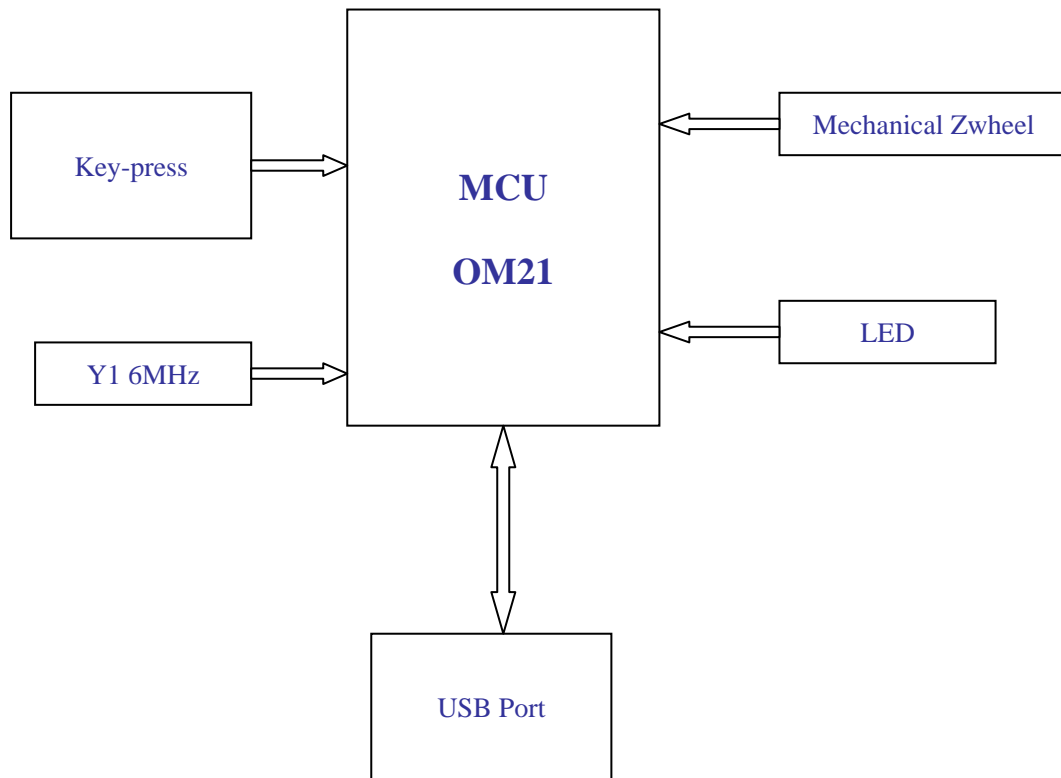 Mechanical Zwheel
Key-press
MCU
OM21
LED
Y1 6MHz
USB Port